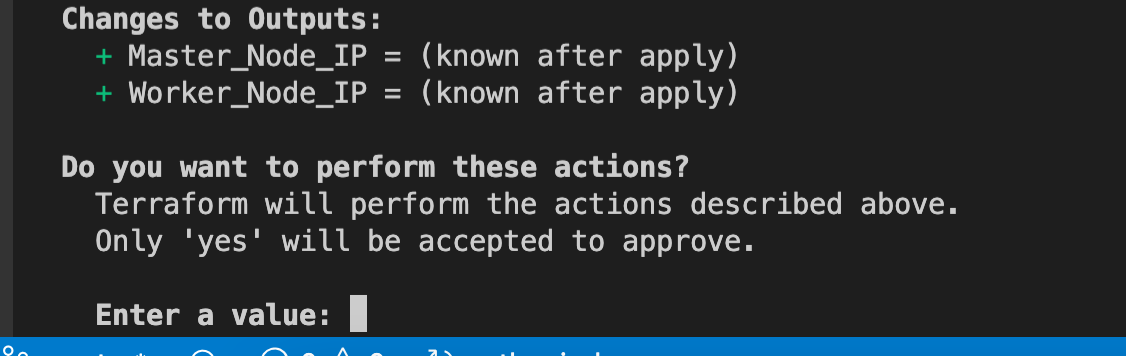 Changes to Outputs:
+ Master_Node_IP = (known after apply)
+ Worker_Node_IP = (known after apply)
Do you want to perform these actions?
Terraform will perform the actions described above.
Only 'yes' will be accepted to approve.
Enter a value: